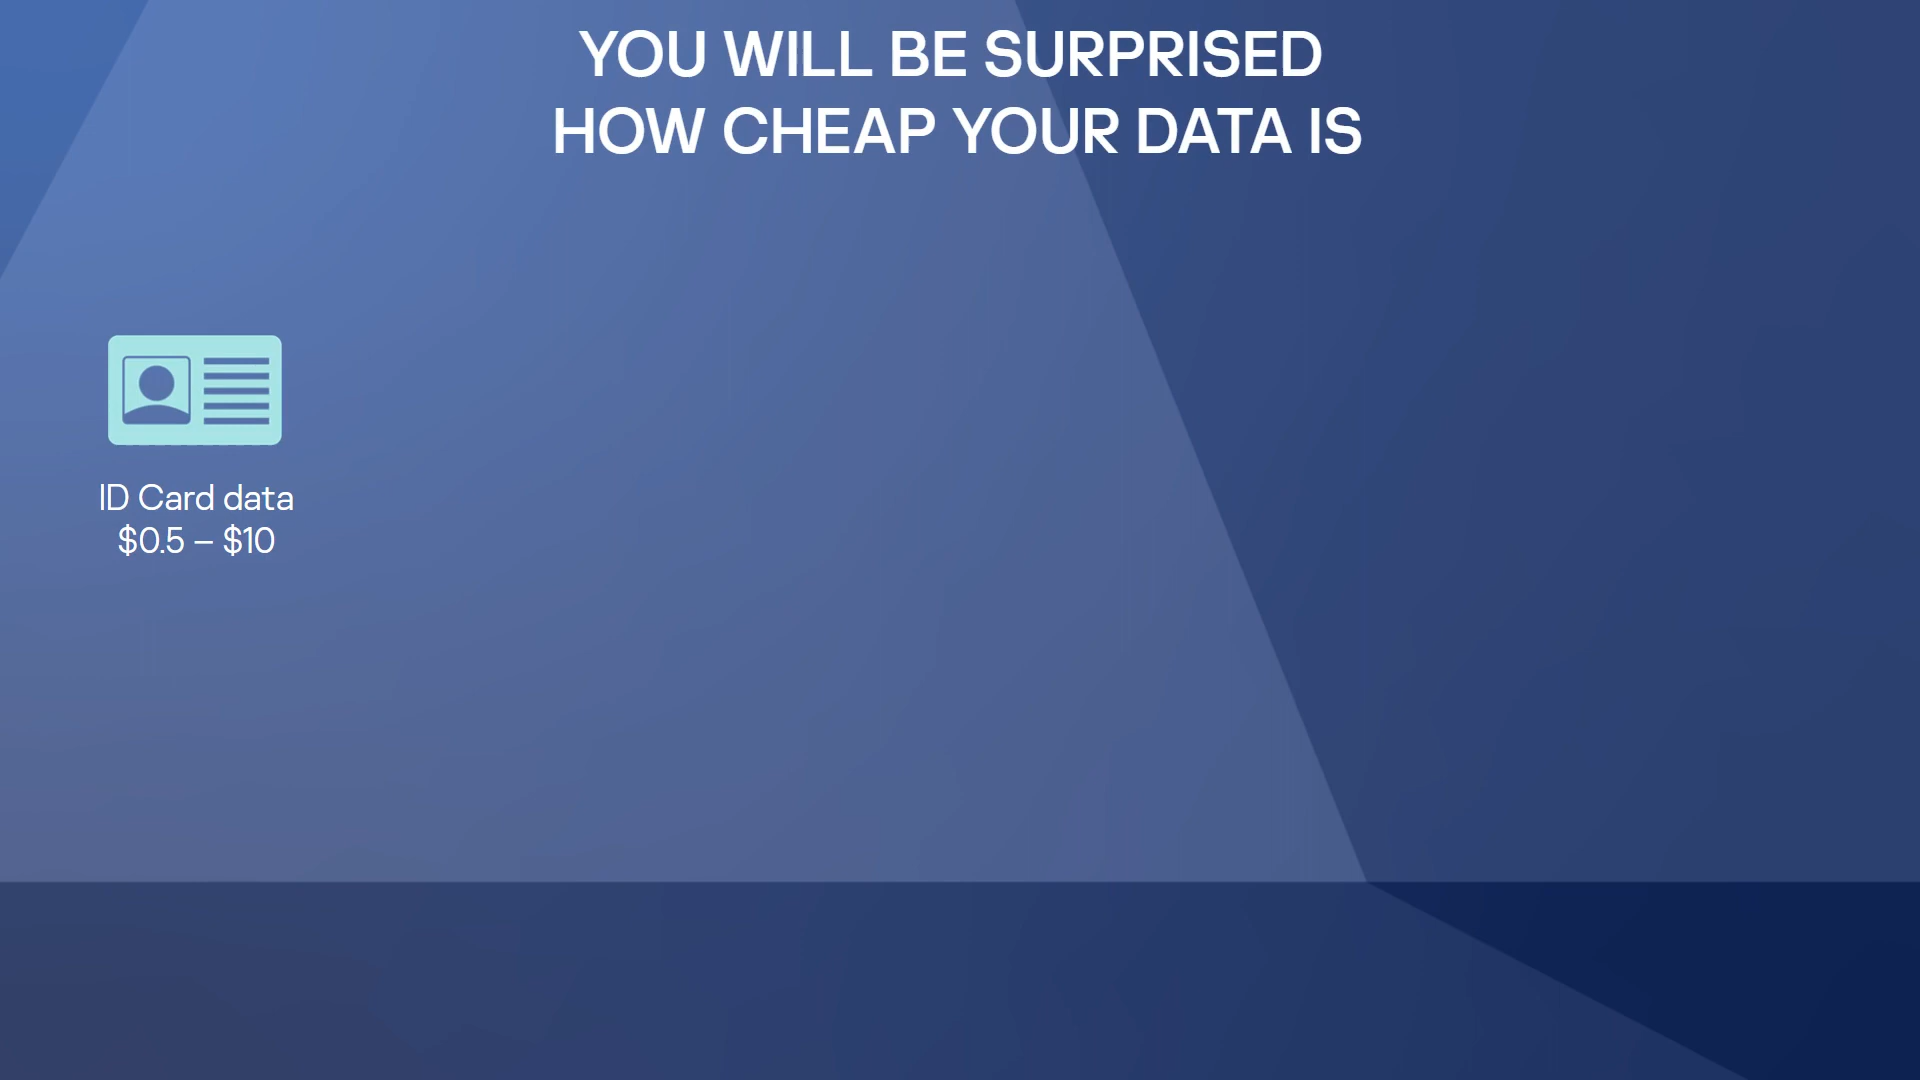 YOU WILL BE SURPRISED
HOW CHEAP YOUR DATA IS
ID Card data
$0.5 – $10